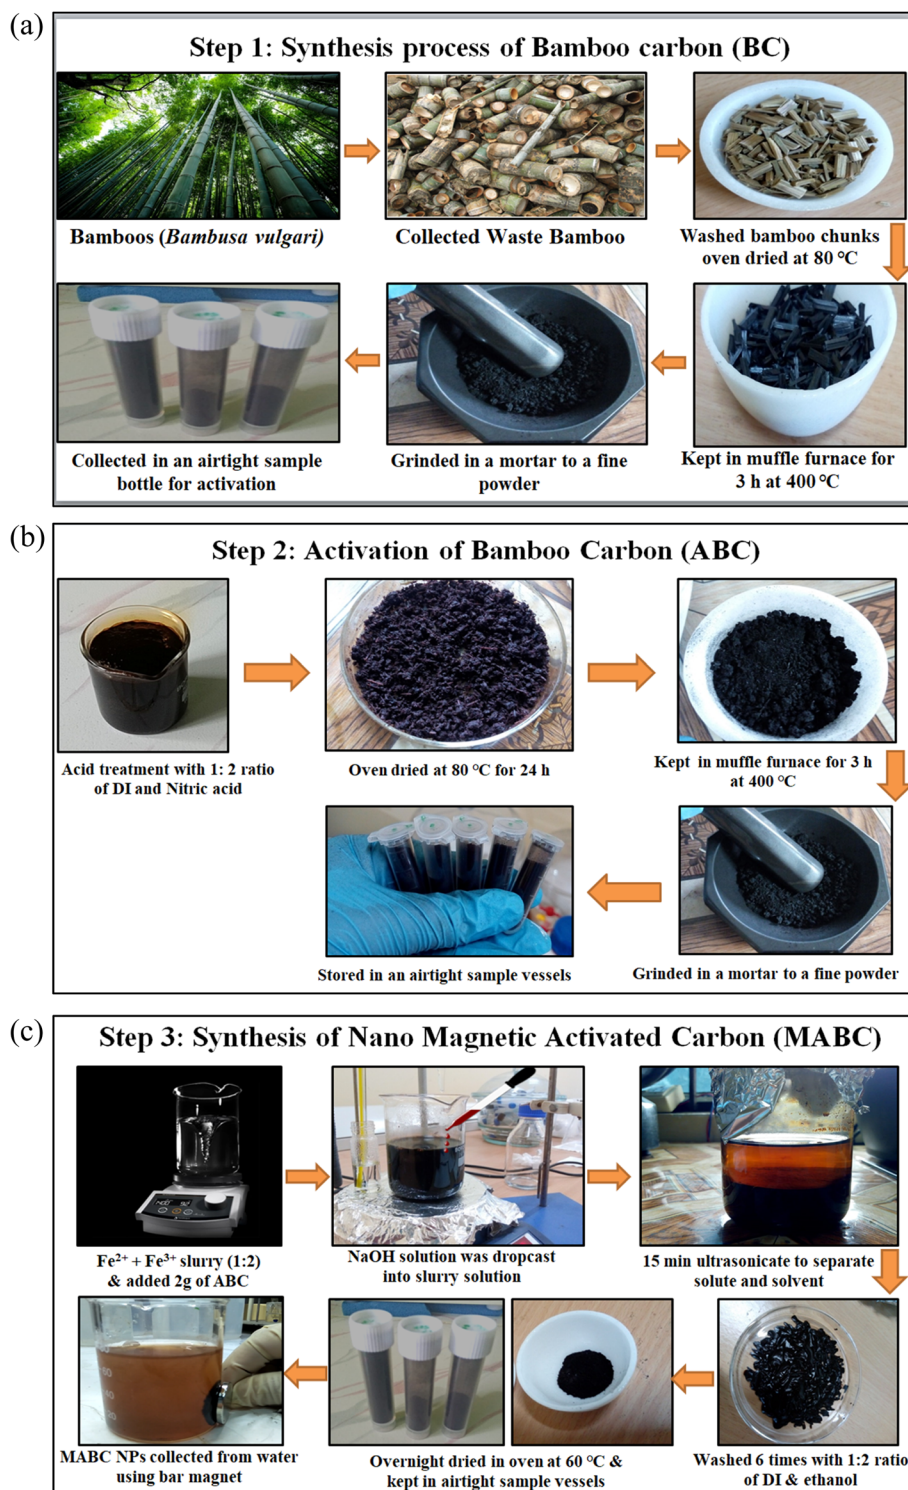 (a)
Step 1: Synthesis process of Bamboo carbon (BC)
Bamboos (Bambusa vulgari)
Collected Waste Bamboo
Washed bamboo chunks
oven dried at 80 °C
Kept in muffle furnace for
3 h at 400 °C
Grinded in a mortar to a fine
powder
Collected in an airtight sample
bottle for activation
(b)
Step 2: Activation of Bamboo Carbon (ABC)
Acid treatment with 1: 2 ratio
of DI and Nitric acid
Oven dried at 80 °C for 24 h
Kept in muffle furnace for 3 h
at 400 °C
Grinded in a mortar to a fine powder
Stored in an airtight sample vessels
(c)
Step 3: Synthesis of Nano Magnetic Activated Carbon (MABC)
Fe²⁺ + Fe³⁺ slurry (1:2)
& added 2g of ABC
NaOH solution was dropcast
into slurry solution
15 min ultrasonicate to separate
solute and solvent
Washed 6 times with 1:2 ratio
of DI & ethanol
Overnight dried in oven at 60 °C &
kept in airtight sample vessels
MABC NPs collected from water
using bar magnet